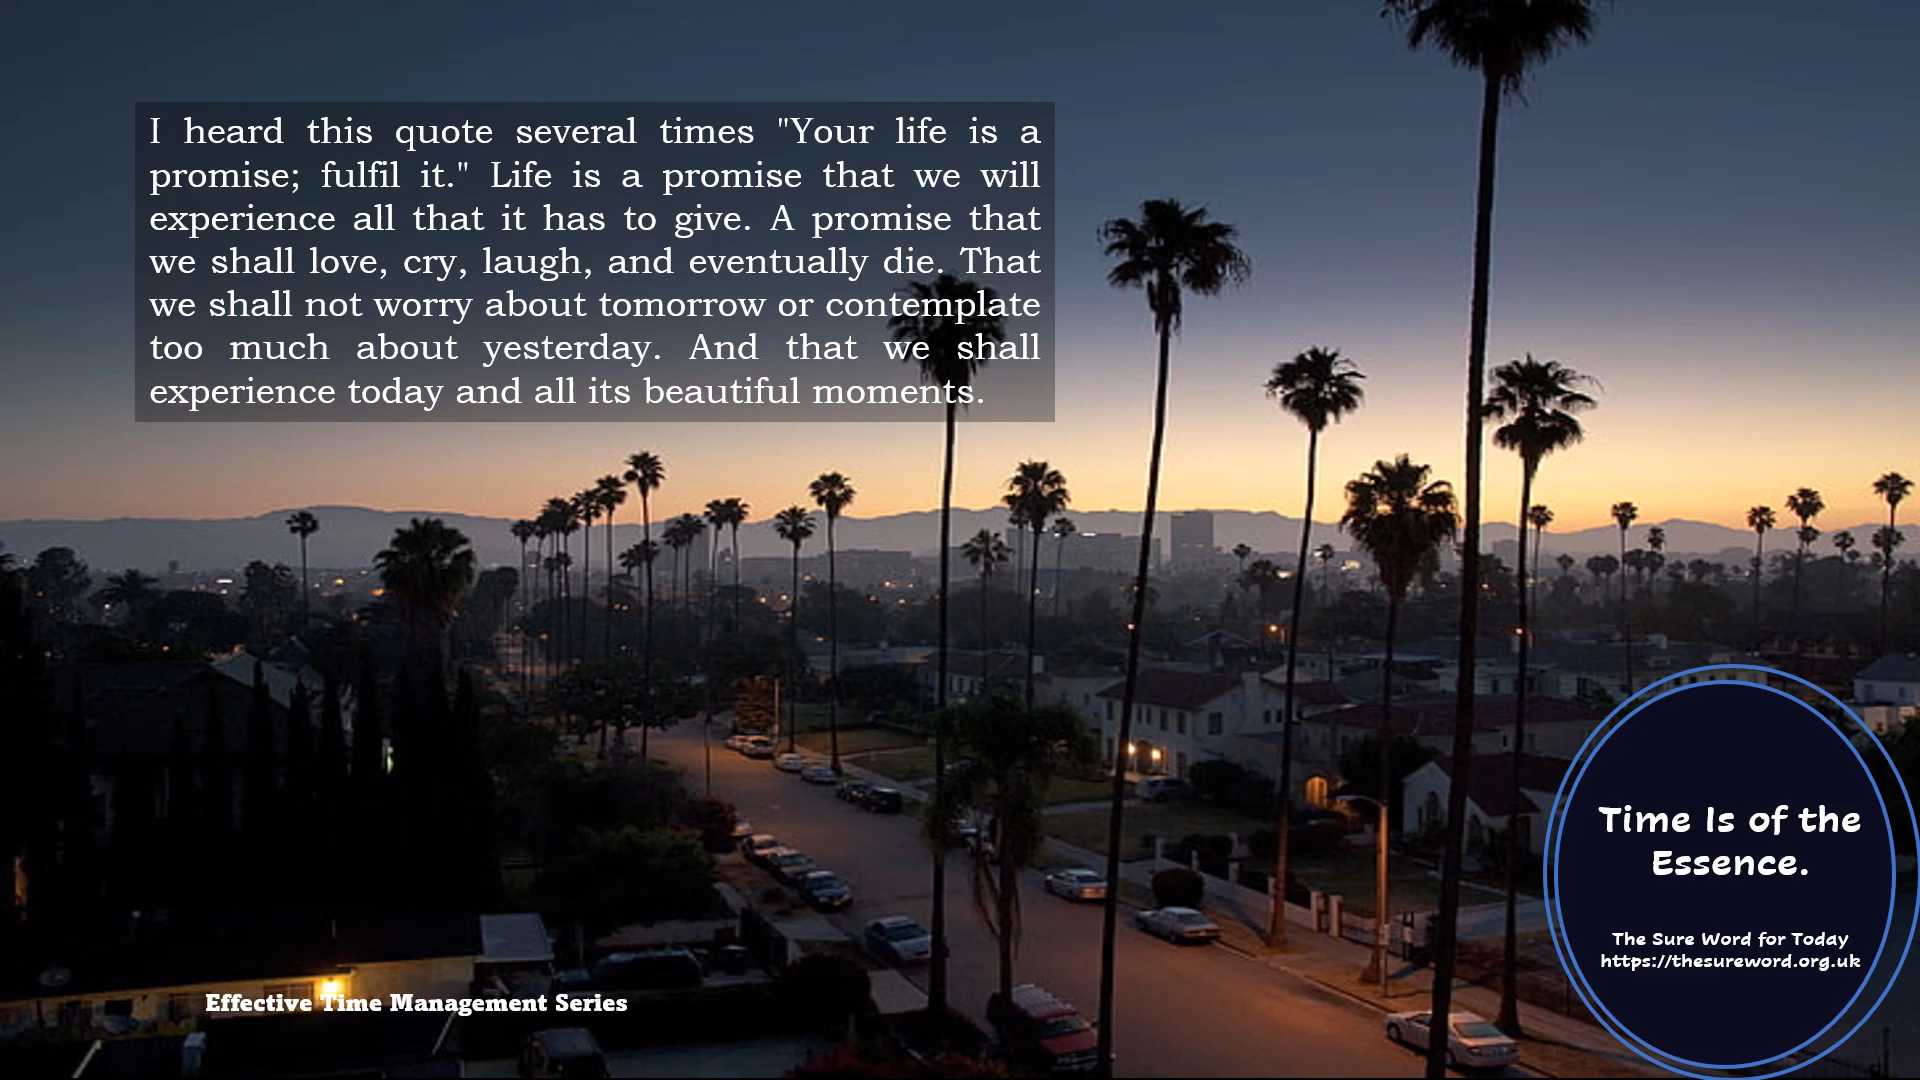 I heard this quote several times "Your life is a
promise; fulfil it." Life is a promise that we will
experience all that it has to give. A promise that
we shall love, cry, laugh, and eventually die. That
we shall not worry about tomorrow or contemplate
too much about yesterday. And that we shall
experience today and all its beautiful moments.
Time Is of the
Essence.
The Sure Word for Today
https://thesureword.org.uk
Effective Time Management Series